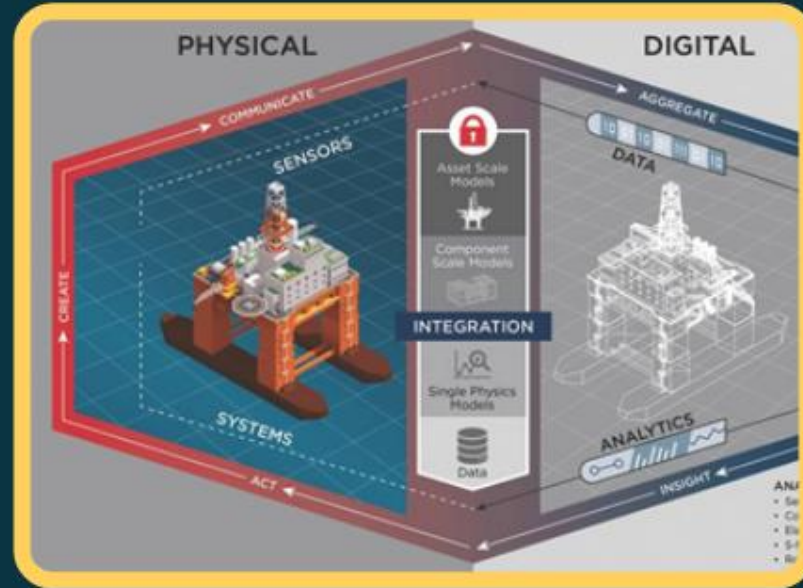 PHYSICAL
DIGITAL
COMMUNICATE
AGGREGATE
SENSORS
DATA
Asset Scale
Models
Component
Scale Models
CREATE
INTEGRATION
Single Physics
Models
SYSTEMS
ANALYTICS
Data
ACT
INSIGHT